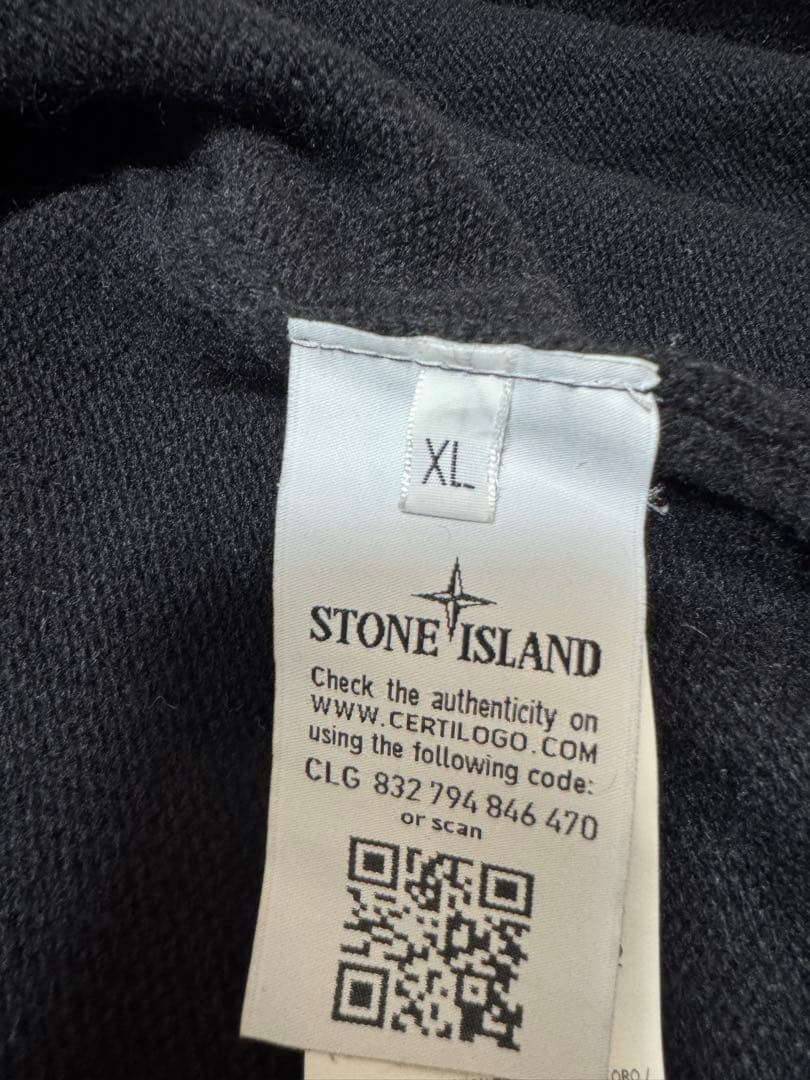 XL
STONE ISLAND
Check the authenticity on
WWW.CERTILOGO.COM
using the following code:
CLG 832 794 846 470
or scan